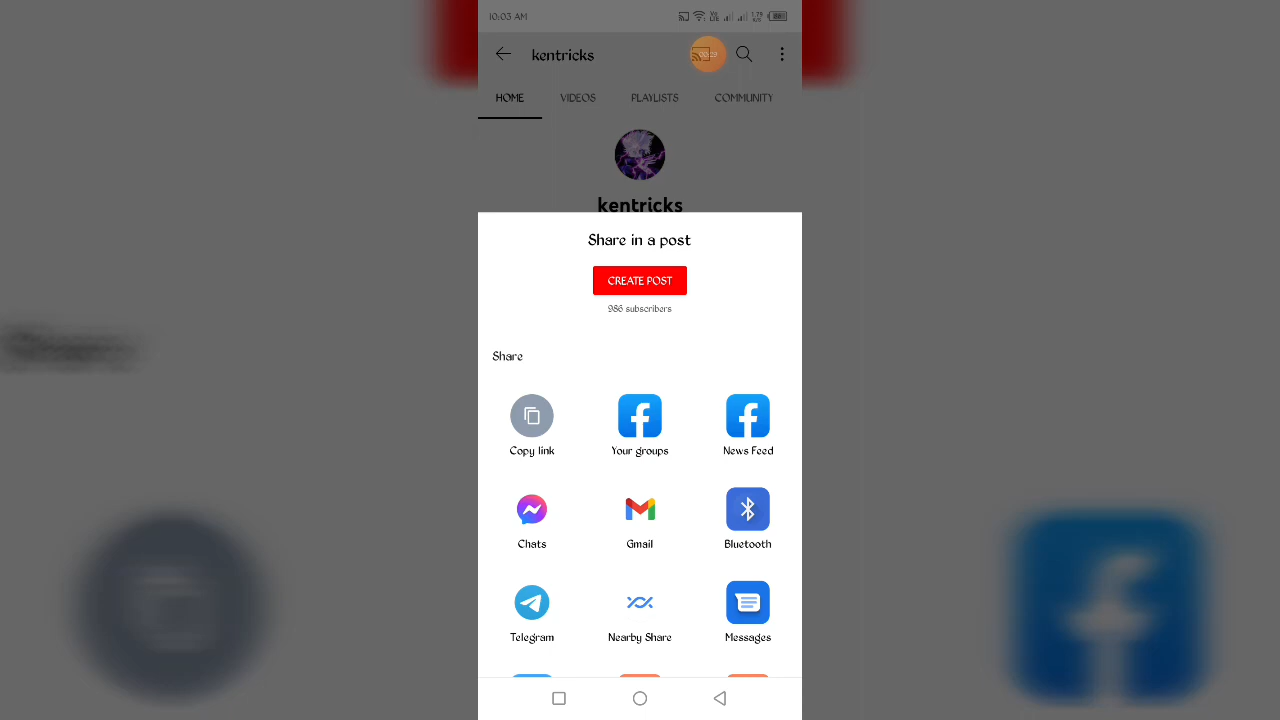 10:03 AM
kentricks
HOME VIDEOS PLAYLISTS COMMUNITY
kentricks
Share in a post
CREATE POST
986 subscribers
Share
Copy link Your groups News Feed
Chats Gmail Bluetooth
Telegram Nearby Share Messages